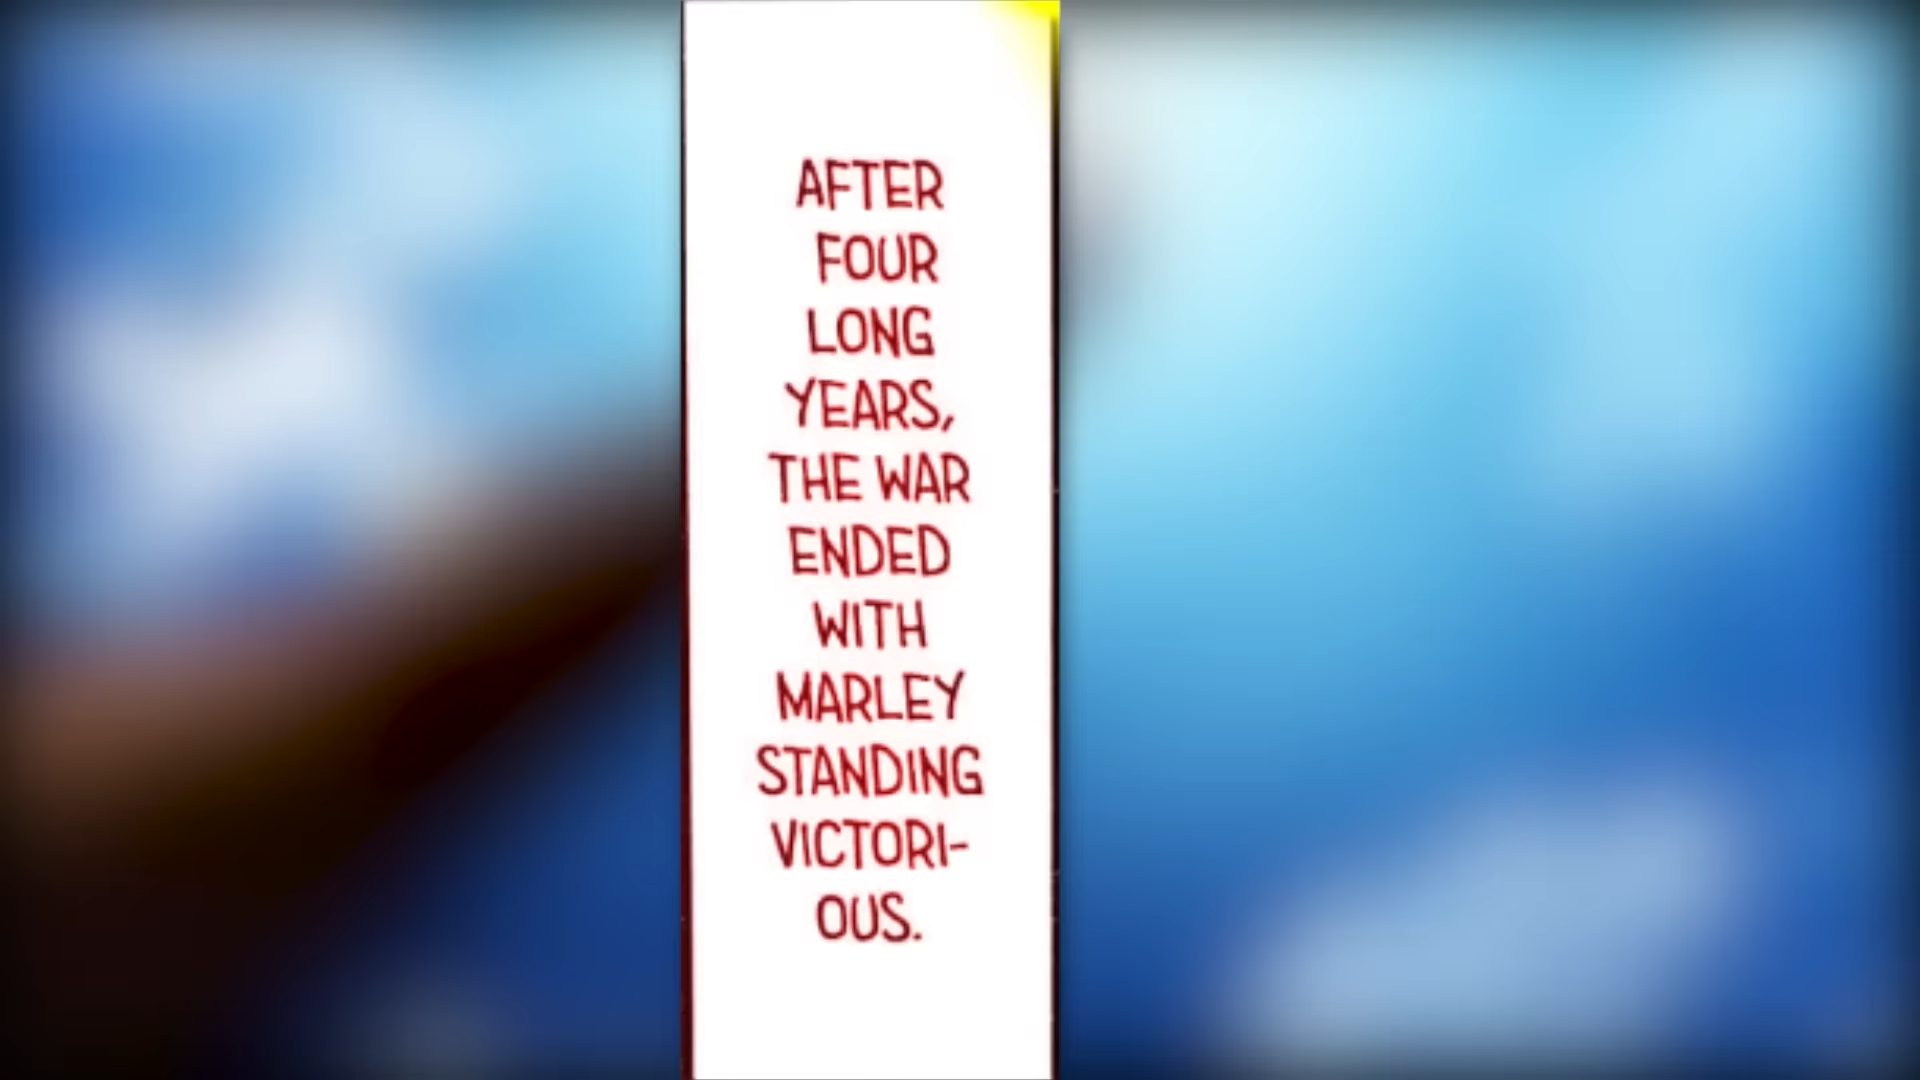 AFTER
FOUR
LONG
YEARS,
THE WAR
ENDED
WITH
MARLEY
STANDING
VICTORI-
OUS.